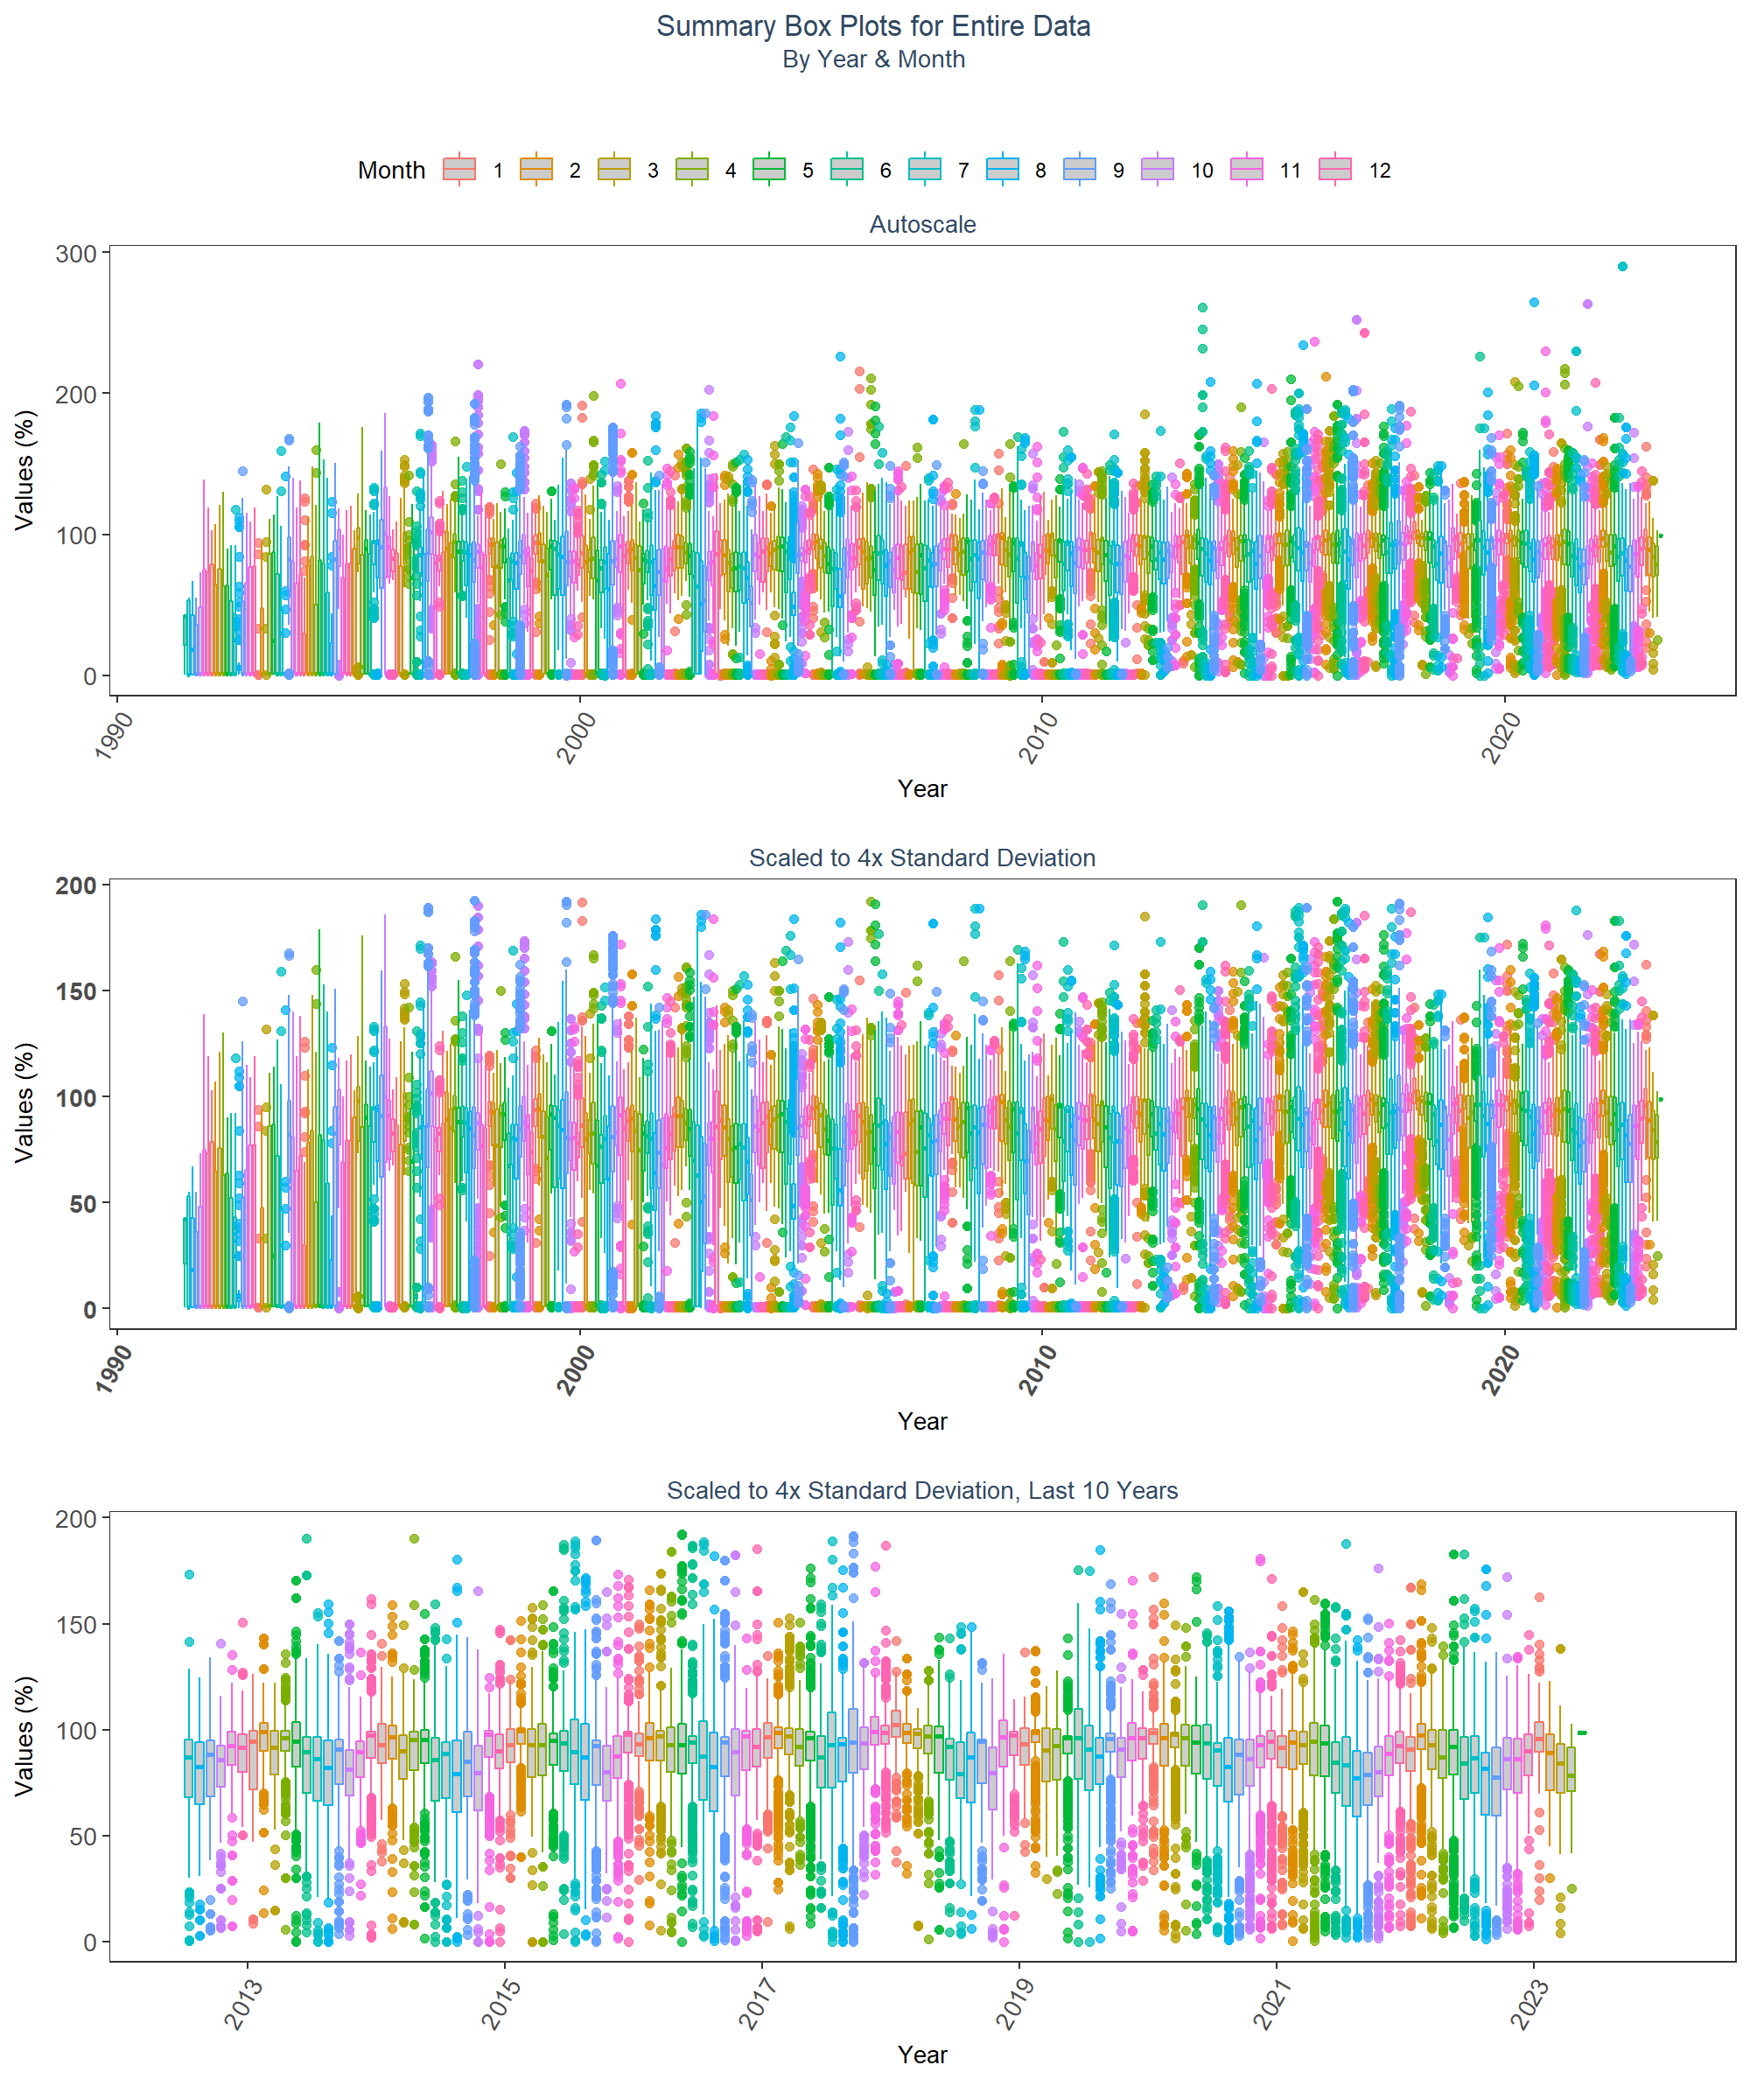 Summary Box Plots for Entire Data
By Year & Month
Month 1 2 3 4 5 6 7 8 9 10 11 12
Autoscale
300
200
100
0
Values (%)
1990 2000 2010 2020
Year
Scaled to 4x Standard Deviation
200
150
100
50
0
Values (%)
1990 2000 2010 2020
Year
Scaled to 4x Standard Deviation, Last 10 Years
200
150
100
50
0
Values (%)
2013 2015 2017 2019 2021 2023
Year